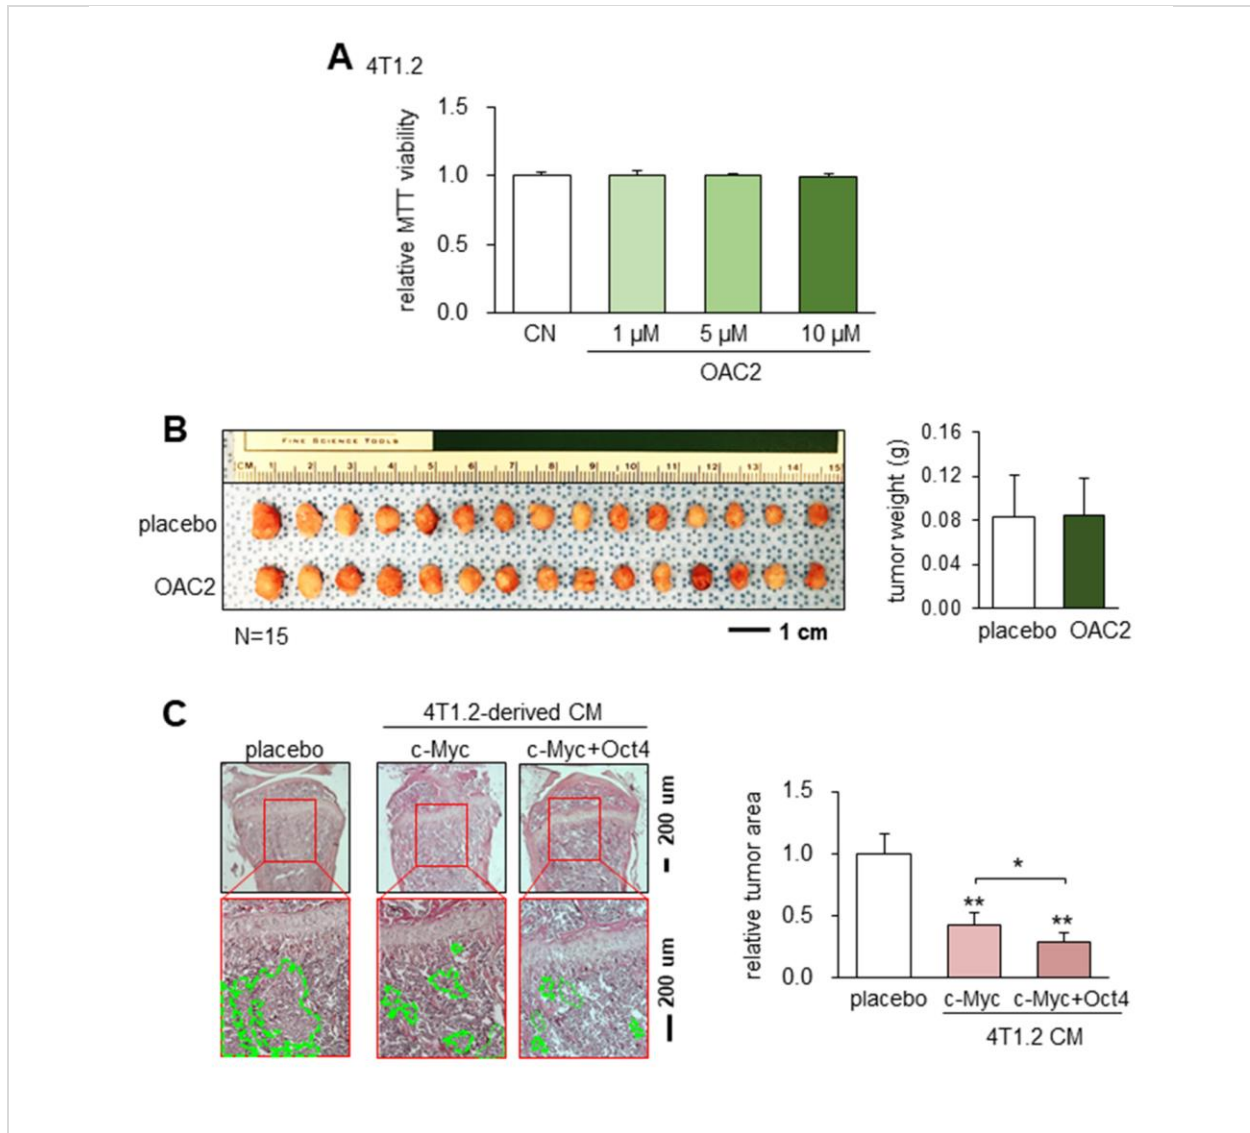 A 4T1.2
relative MTT viability
1.5
1.0
0.5
0.0
CN 1 µM 5 µM 10 µM
OAC2
B
FINE SCIENCE TOOLS
CM 1 2 3 4 5 6 7 8 9 10 11 12 13 14 15
placebo
OAC2
N=15
1 cm
tumor weight (g)
0.16
0.12
0.08
0.04
0.00
placebo OAC2
C
4T1.2-derived CM
placebo c-Myc c-Myc+Oct4
200 um
200 um
relative tumor area
1.5
1.0
0.5
0.0
*
** **
placebo c-Myc c-Myc+Oct4
4T1.2 CM